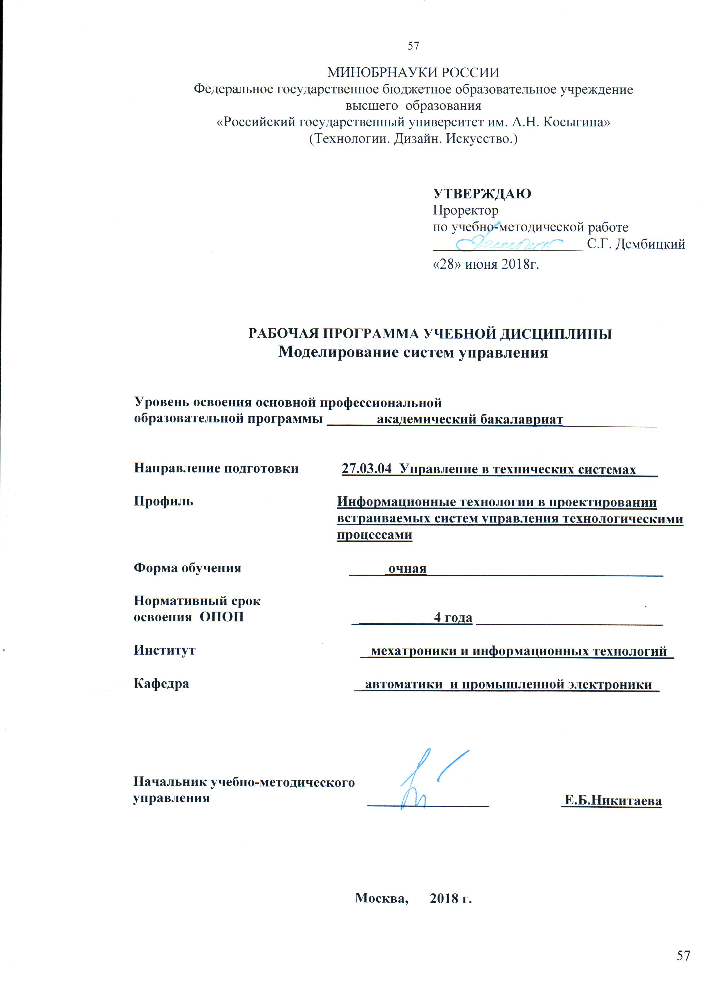 57
МИНОБРНАУКИ РОССИИ
Федеральное государственное бюджетное образовательное учреждение
высшего образования
«Российский государственный университет им. А.Н. Косыгина»
(Технологии. Дизайн. Искусство.)
УТВЕРЖДАЮ
Проректор
по учебно-методической работе
С.Г. Дембицкий
«28» июня 2018г.
РАБОЧАЯ ПРОГРАММА УЧЕБНОЙ ДИСЦИПЛИНЫ
Моделирование систем управления
Уровень освоения основной профессиональной
образовательной программы академический бакалавриат
Направление подготовки 27.03.04 Управление в технических системах
Профиль Информационные технологии в проектировании
встраиваемых систем управления технологическими
процессами
Форма обучения очная
Нормативный срок
освоения ОПОП 4 года
Институт мехатроники и информационных технологий
Кафедра автоматики и промышленной электроники
Начальник учебно-методического
управления Е.Б.Никитаева
Москва, 2018 г.
57